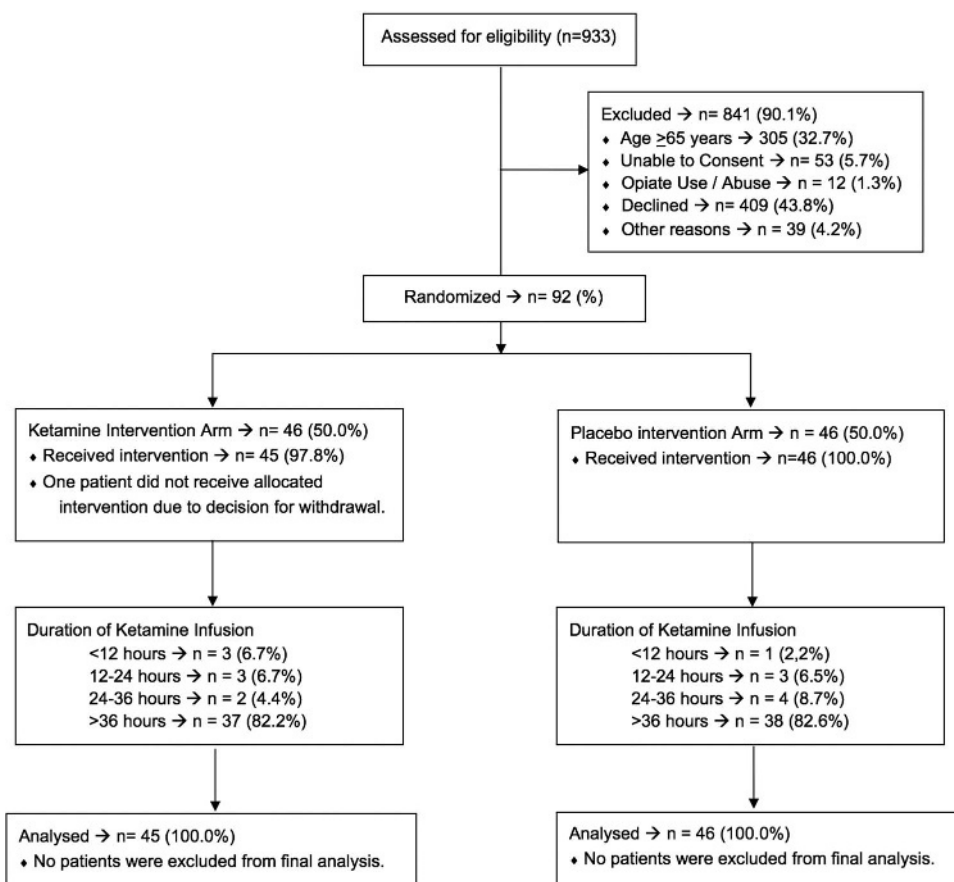 Assessed for eligibility (n=933)
Excluded → n= 841 (90.1%)
♦ Age ≥65 years → 305 (32.7%)
♦ Unable to Consent → n= 53 (5.7%)
♦ Opiate Use / Abuse → n = 12 (1.3%)
♦ Declined → n= 409 (43.8%)
♦ Other reasons → n = 39 (4.2%)
Randomized → n= 92 (%)
Ketamine Intervention Arm → n= 46 (50.0%)
♦ Received intervention → n= 45 (97.8%)
♦ One patient did not receive allocated
intervention due to decision for withdrawal.
Placebo intervention Arm → n = 46 (50.0%)
♦ Received intervention → n=46 (100.0%)
Duration of Ketamine Infusion
<12 hours → n = 3 (6.7%)
12-24 hours → n = 3 (6.7%)
24-36 hours → n = 2 (4.4%)
>36 hours → n = 37 (82.2%)
Duration of Ketamine Infusion
<12 hours → n = 1 (2,2%)
12-24 hours → n = 3 (6.5%)
24-36 hours → n = 4 (8.7%)
>36 hours → n = 38 (82.6%)
Analysed → n= 45 (100.0%)
♦ No patients were excluded from final analysis.
Analysed → n = 46 (100.0%)
♦ No patients were excluded from final analysis.